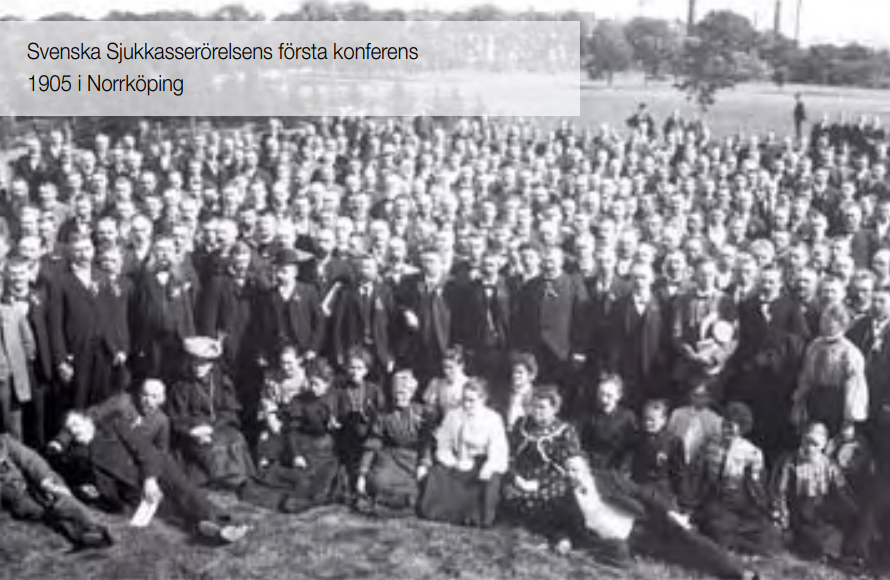 Svenska Sjukkasserörelsens första konferens
1905 i Norrköping